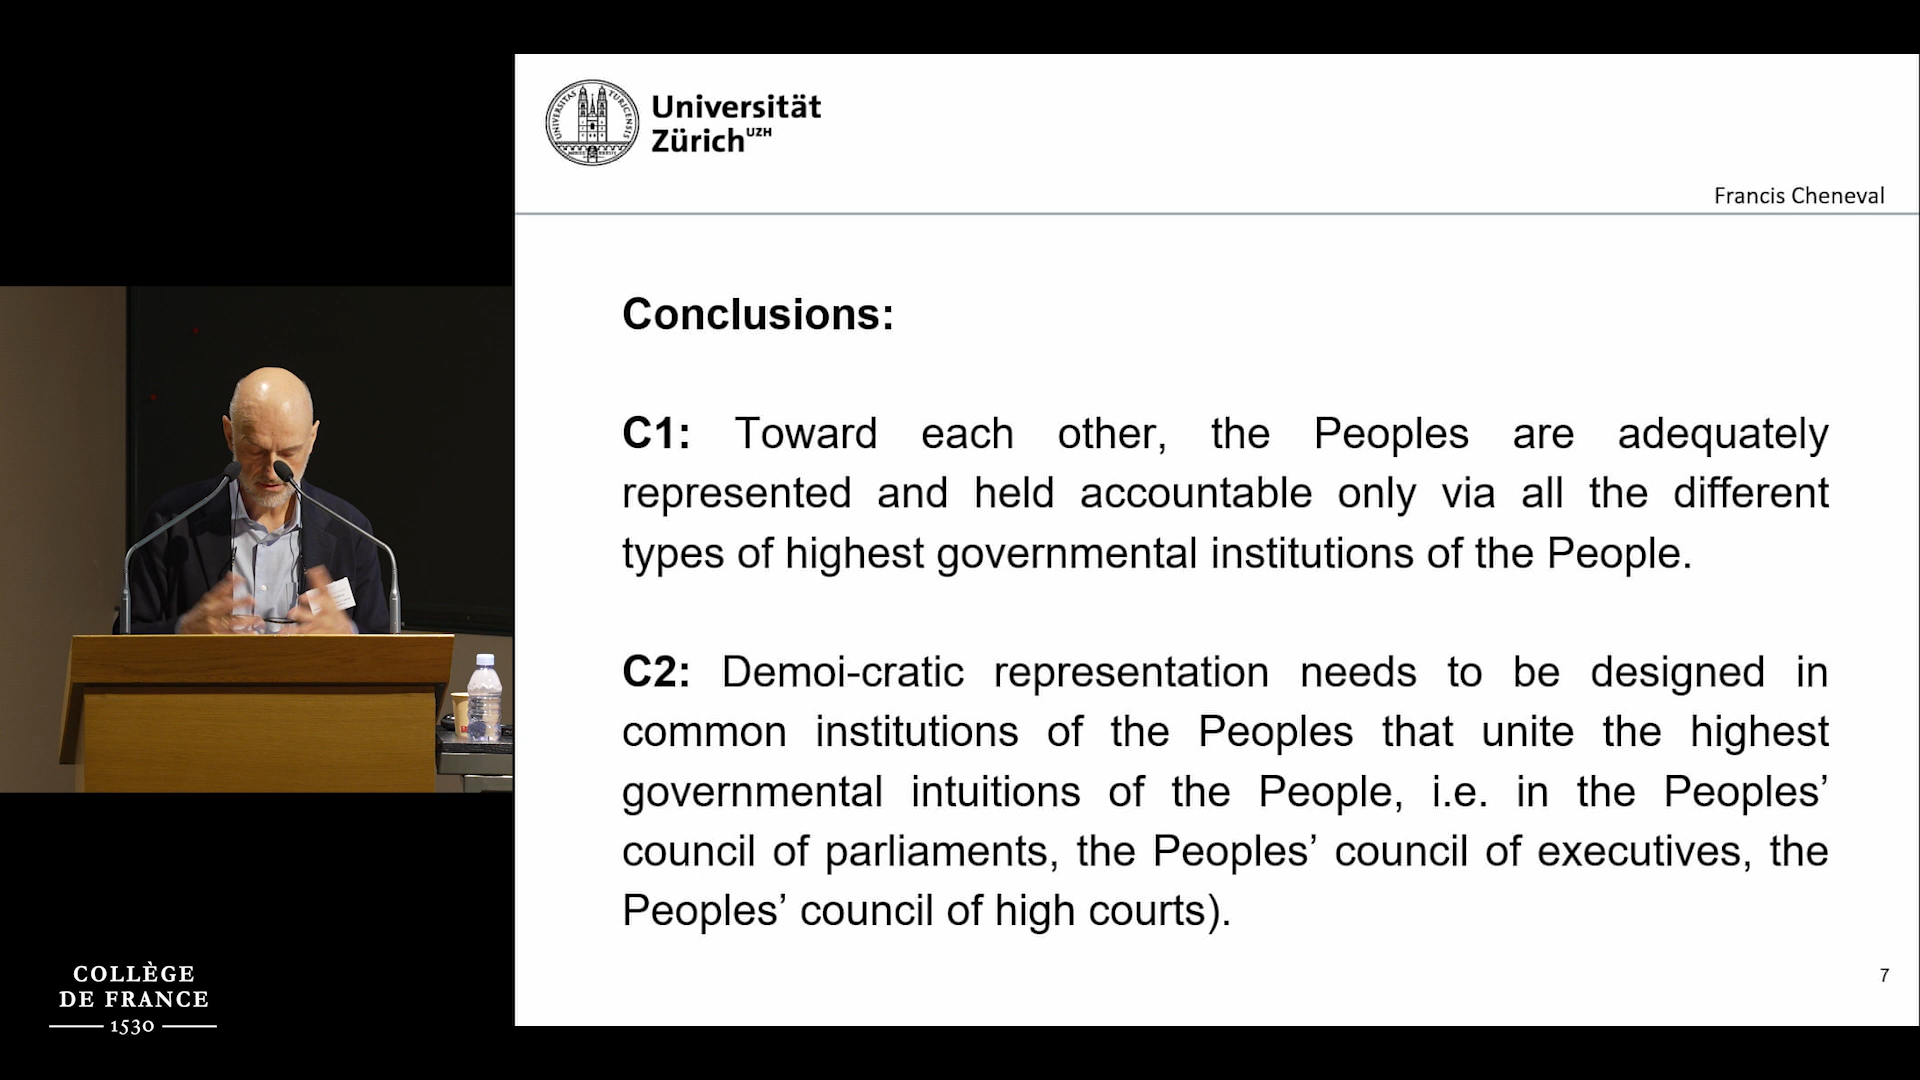 Universität
Zürich UZH
Francis Cheneval
Conclusions:
C1: Toward each other, the Peoples are adequately
represented and held accountable only via all the different
types of highest governmental institutions of the People.
C2: Demoi-cratic representation needs to be designed in
common institutions of the Peoples that unite the highest
governmental intuitions of the People, i.e. in the Peoples’
council of parliaments, the Peoples’ council of executives, the
Peoples’ council of high courts).
7
COLLÈGE
DE FRANCE
1530